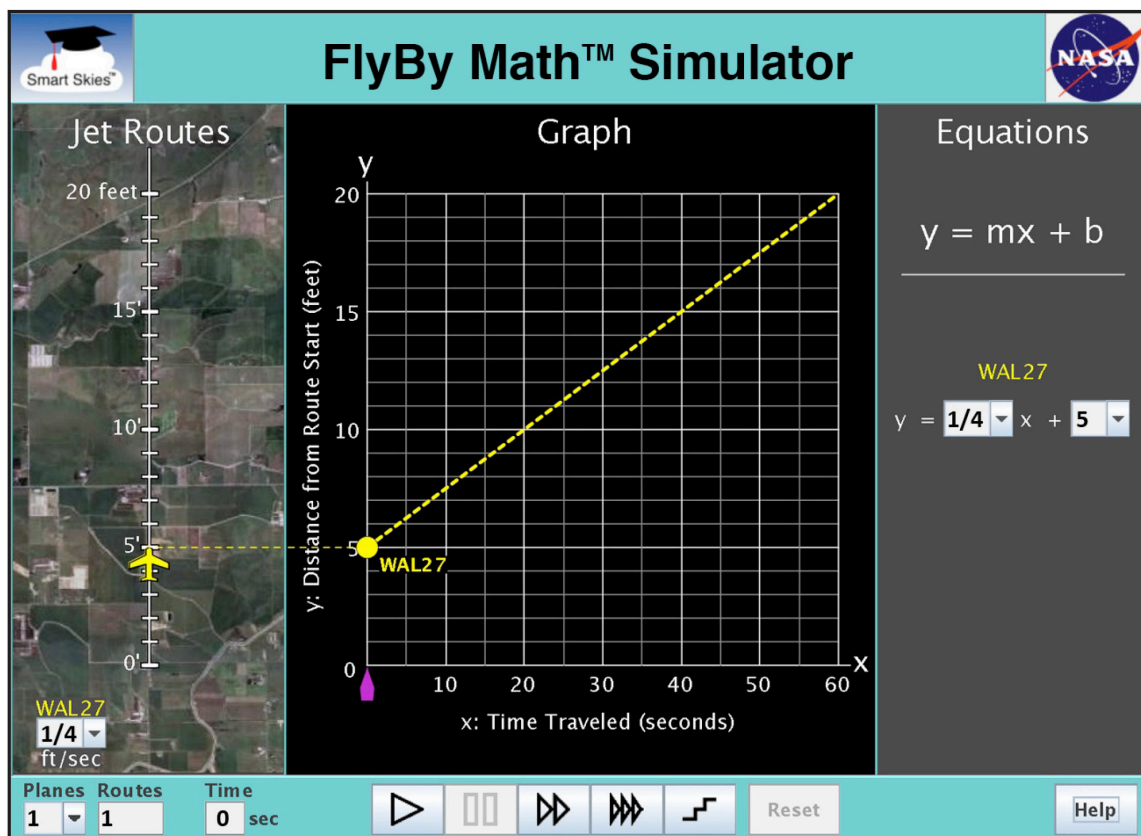 Smart Skies™
FlyBy Math™ Simulator
NASA
Jet Routes
20 feet
15'
10'
5'
0'
WAL27
1/4
ft/sec
Graph
y
20
15
10
5
0
y: Distance from Route Start (feet)
WAL27
x
10 20 30 40 50 60
x: Time Traveled (seconds)
Equations
y = mx + b
WAL27
y = 1/4 x + 5
Planes Routes Time
1 1 0 sec
Reset
Help